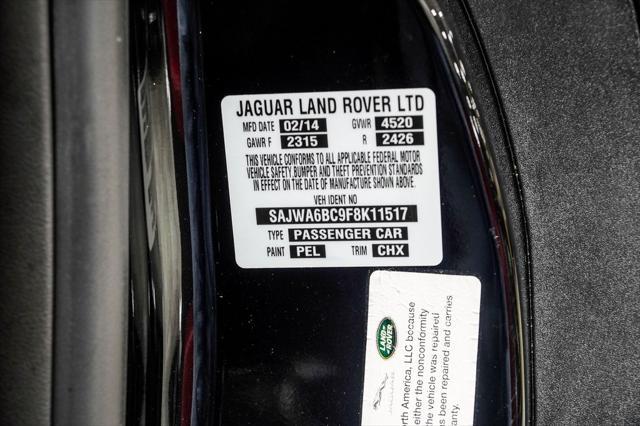 JAGUAR LAND ROVER LTD
MFD DATE 02/14 GVWR 4520
GAWR F 2315 R 2426
THIS VEHICLE CONFORMS TO ALL APPLICABLE FEDERAL MOTOR
VEHICLE SAFETY,BUMPER AND THEFT PREVENTION STANDARDS
IN EFFECT ON THE DATE OF MANUFACTURE SHOWN ABOVE.
VEH IDENT NO
SAJWA6BC9F8K11517
TYPE PASSENGER CAR
PAINT PEL TRIM CHX
LAND ROVER
orth America, LLC because
either the nonconformity
the vehicle was repaired
as been repaired and carries
anty.